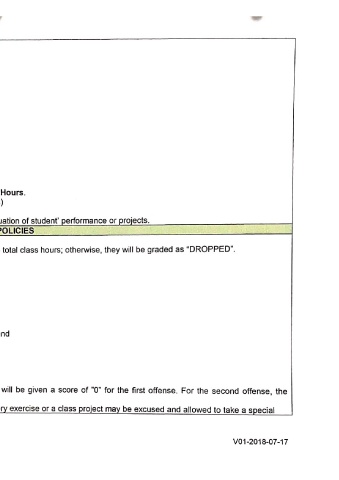 Hours.
)
uation of student' performance or projects.
POLICIES
total class hours; otherwise, they will be graded as "DROPPED".
nd
will be given a score of "0" for the first offense. For the second offense, the
ry exercise or a class project may be excused and allowed to take a special
V01-2018-07-17